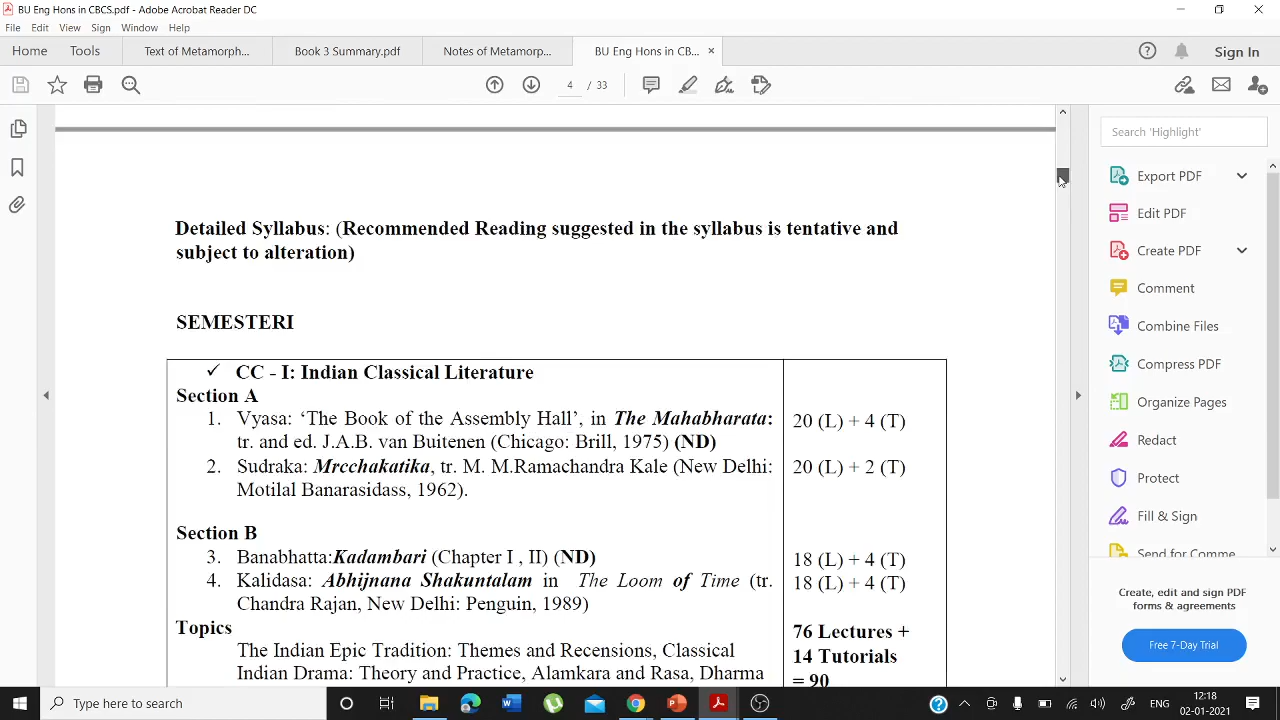 BU Eng Hons in CBCS.pdf - Adobe Acrobat Reader DC
File Edit View Sign Window Help
Home Tools Text of Metamorph... Book 3 Summary.pdf Notes of Metamorp... BU Eng Hons in CB... × Sign In
4 / 33
Search 'Highlight'
Export PDF
Edit PDF
Create PDF
Comment
Combine Files
Compress PDF
Organize Pages
Redact
Protect
Fill & Sign
Send for Comme
Create, edit and sign PDF
forms & agreements
Free 7-Day Trial
Detailed Syllabus: (Recommended Reading suggested in the syllabus is tentative and
subject to alteration)
SEMESTERI
✓ CC - I: Indian Classical Literature
Section A
1. Vyasa: ‘The Book of the Assembly Hall’, in The Mahabharata: 20 (L) + 4 (T)
tr. and ed. J.A.B. van Buitenen (Chicago: Brill, 1975) (ND)
2. Sudraka: Mrcchakatika, tr. M. M.Ramachandra Kale (New Delhi: 20 (L) + 2 (T)
Motilal Banarasidass, 1962).
Section B
3. Banabhatta:Kadambari (Chapter I , II) (ND) 18 (L) + 4 (T)
4. Kalidasa: Abhijnana Shakuntalam in The Loom of Time (tr. 18 (L) + 4 (T)
Chandra Rajan, New Delhi: Penguin, 1989)
Topics 76 Lectures +
The Indian Epic Tradition: Themes and Recensions, Classical 14 Tutorials
Indian Drama: Theory and Practice, Alamkara and Rasa, Dharma = 90
Type here to search
ENG
12:18
02-01-2021